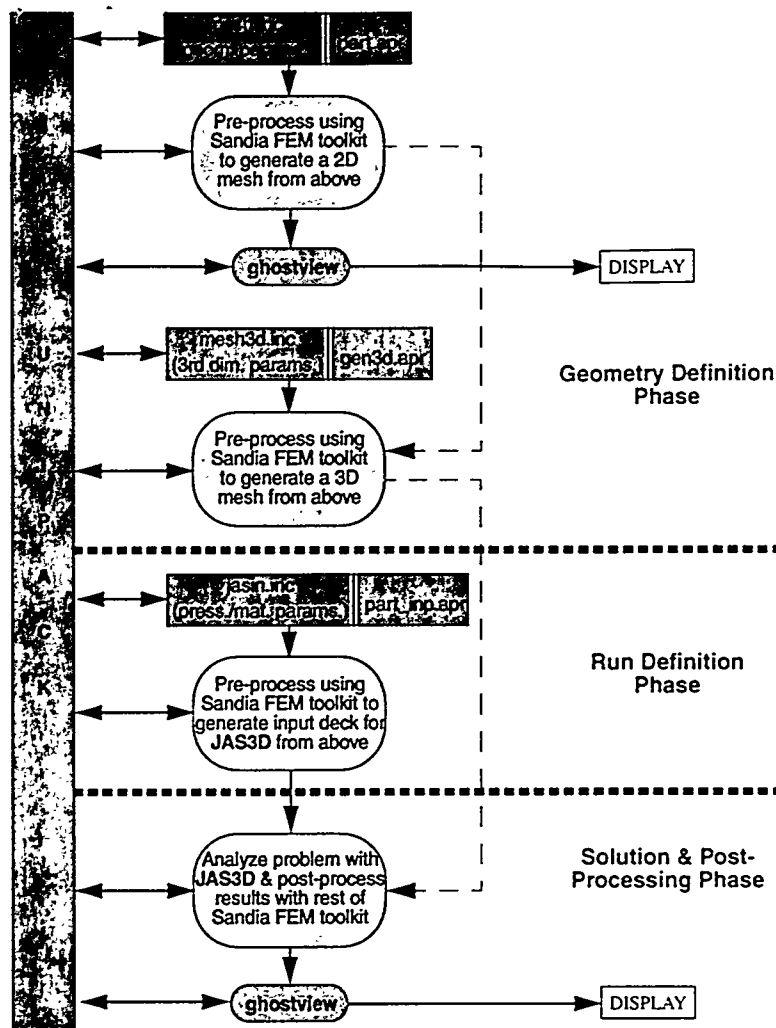 part.apr
Pre-process using
Sandia FEM toolkit
to generate a 2D
mesh from above
ghostview
DISPLAY
mesh3d.inc
(3rd dim. params.)
gen3d.apr
Geometry Definition
Phase
Pre-process using
Sandia FEM toolkit
to generate a 3D
mesh from above
jasin.inc
(press./mat. params.)
part_inp.apr
Run Definition
Phase
Pre-process using
Sandia FEM toolkit to
generate input deck for
JAS3D from above
Analyze problem with
JAS3D & post-process
results with rest of
Sandia FEM toolkit
Solution & Post-
Processing Phase
ghostview
DISPLAY
U
N
P
A
C
K